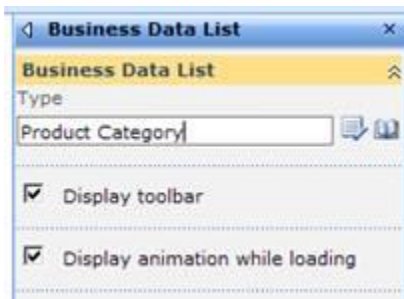 Business Data List
Business Data List
Type
Product Category
Display toolbar
Display animation while loading